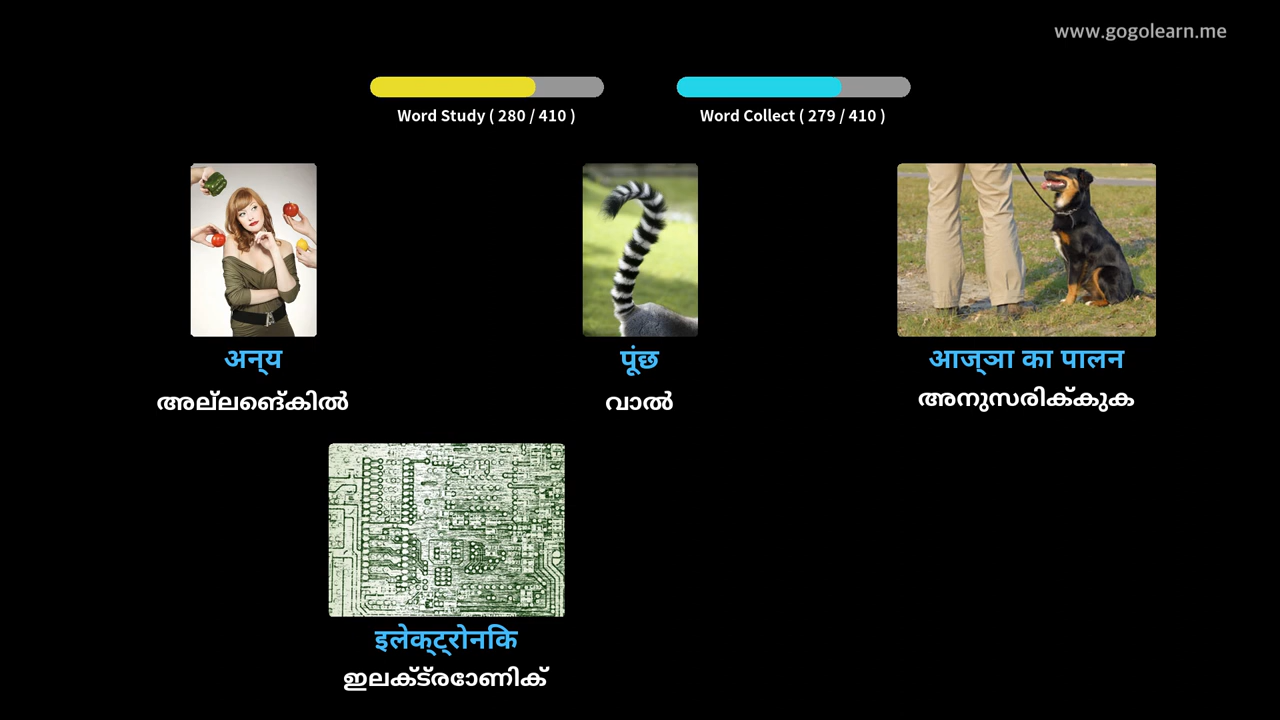 www.gogolearn.me
Word Study ( 280 / 410 )
Word Collect ( 279 / 410 )
अन्य
पूंछ
आज्ञा का पालन
അല്ലങ്കെിൽ
വാൽ
അനുസരിക്കുക
इलेक्ट्रोनकि
ഇലക്ട്രോണിക്